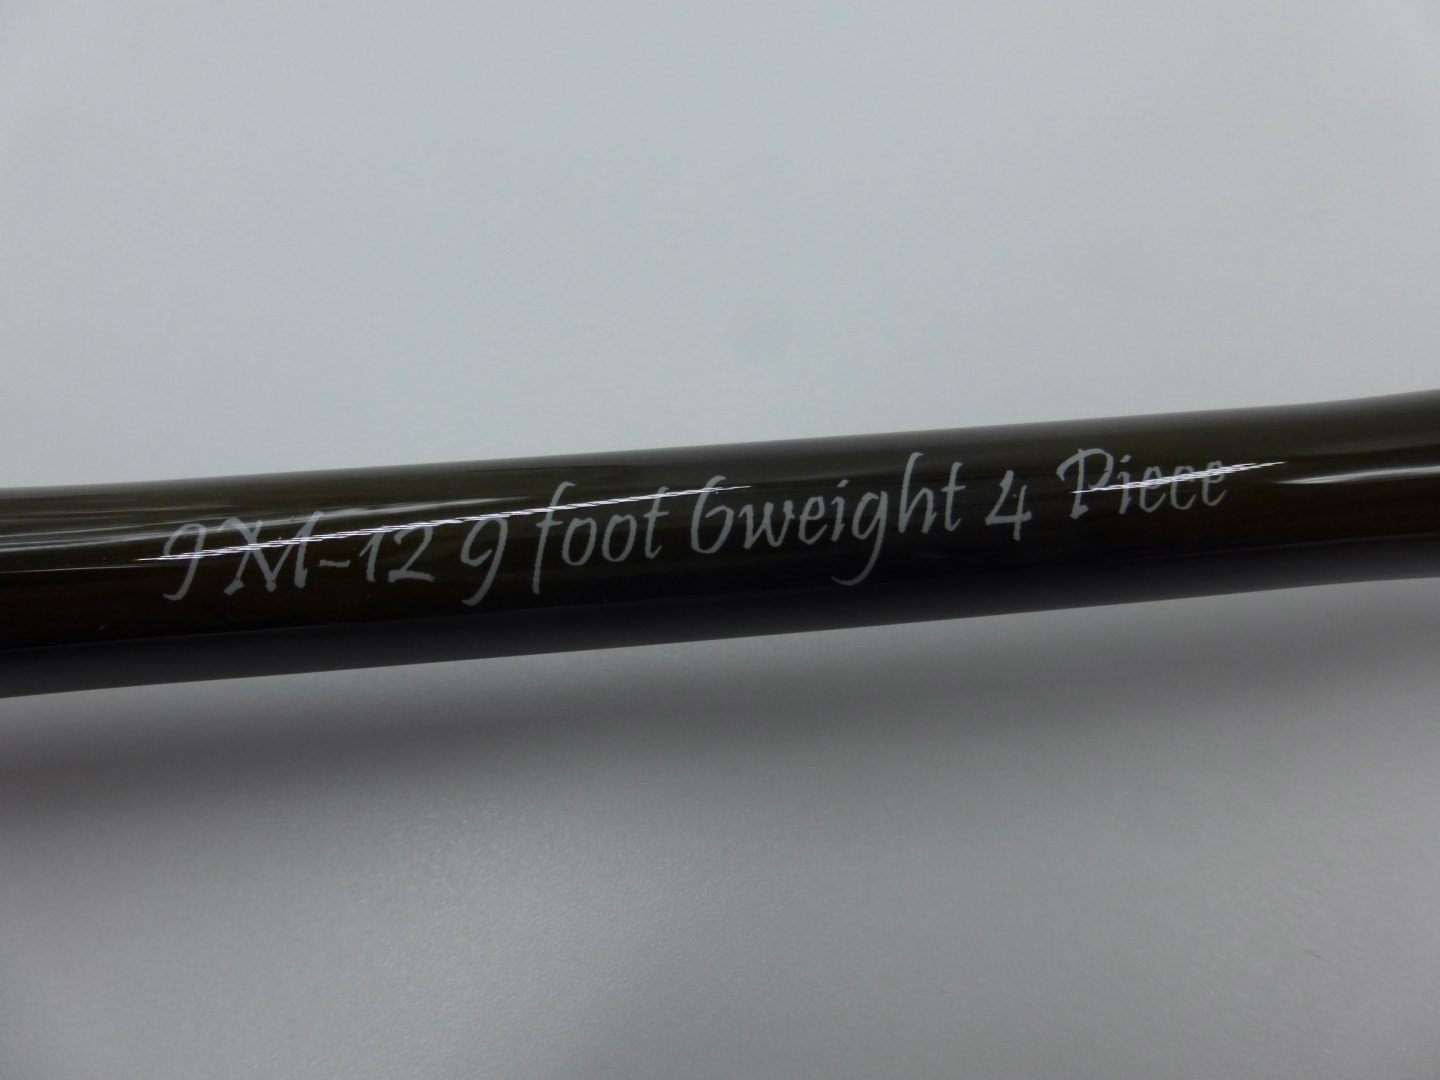 IM-12 9 foot 6weight 4 Piece